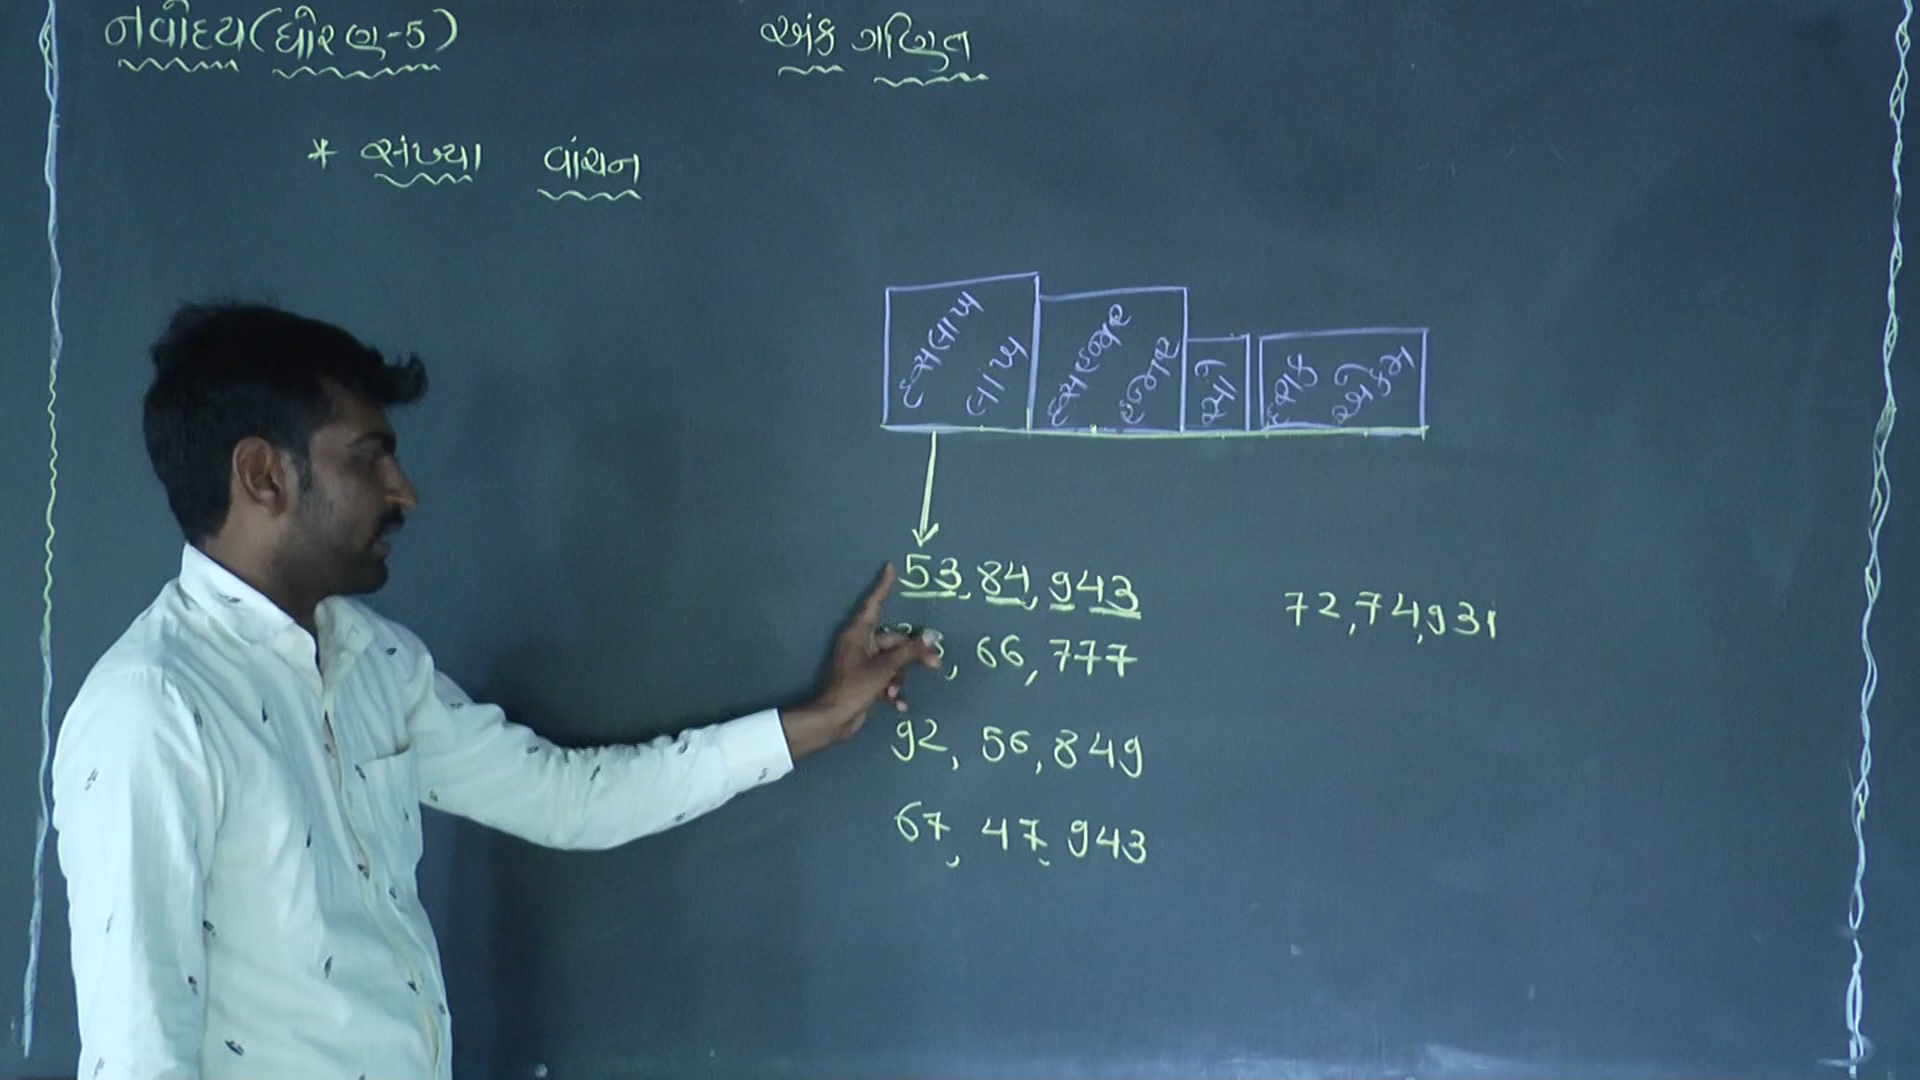 નવોદય (ધોરણ-5)
અંક ગણિત
* સંખ્યા વાંચન
દસલાખ લાખ દસહજાર હજાર સો દશક એકમ
53,84,943
72,74,931
, 66,777
92, 56,849
67, 47, 943